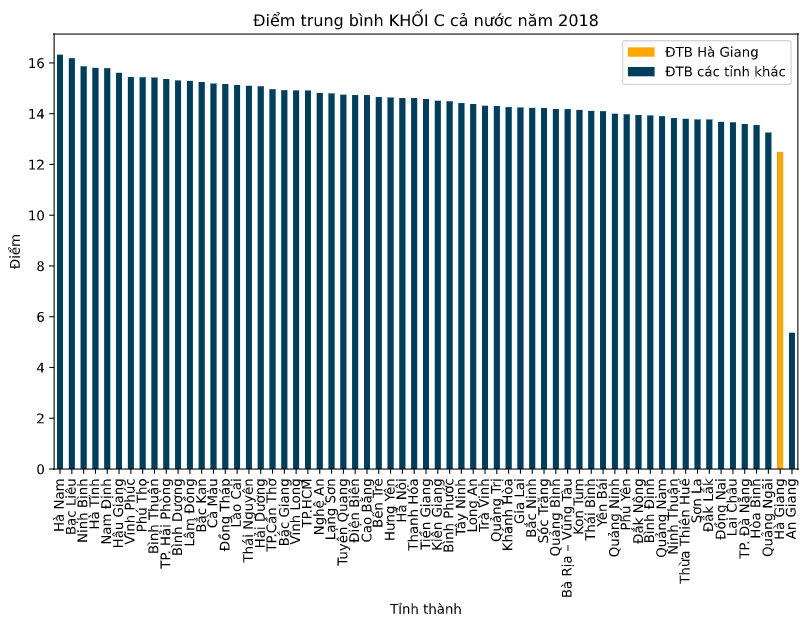 Điểm trung bình KHỐI C cả nước năm 2018
ĐTB Hà Giang
ĐTB các tỉnh khác
16
14
12
10
8
6
4
2
0
Điểm
Hà Nam
Bạc Liêu
Ninh Bình
Hà Tĩnh
Nam Định
Hậu Giang
Vĩnh Phúc
Phú Thọ
Bình Thuận
TP. Hải Phòng
Bình Dương
Lâm Đồng
Bắc Kạn
Cà Mau
Đồng Tháp
Lào Cai
Thái Nguyên
Hải Dương
TP.Cần Thơ
Bắc Giang
Vĩnh Long
TP.HCM
Nghệ An
Lạng Sơn
Tuyên Quang
Điện Biên
Cao Bằng
Bến Tre
Hưng Yên
Hà Nội
Thanh Hóa
Tiền Giang
Kiên Giang
Bình Phước
Tây Ninh
Long An
Trà Vinh
Quảng Trị
Khánh Hòa
Gia Lai
Bắc Ninh
Sóc Trăng
Quảng Bình
Bà Rịa – Vũng Tàu
Kon Tum
Thái Bình
Yên Bái
Quảng Ninh
Phú Yên
Đắk Nông
Bình Định
Quảng Nam
Ninh Thuận
Thừa Thiên Huế
Sơn La
Đắk Lắk
Đồng Nai
Lai Châu
TP. Đà Nẵng
Hòa Bình
Quảng Ngãi
Hà Giang
An Giang
Tỉnh thành